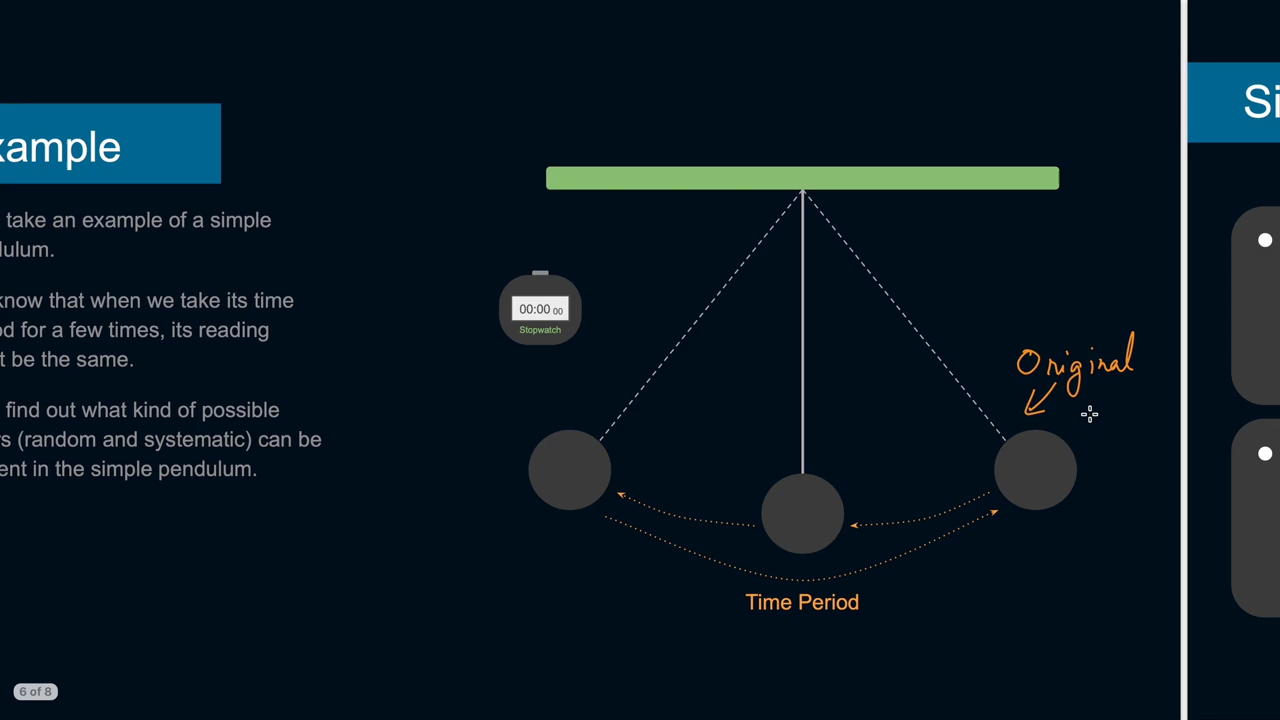 xample
take an example of a simple
dulum.
know that when we take its time
od for a few times, its reading
t be the same.
find out what kind of possible
rs (random and systematic) can be
ent in the simple pendulum.
00:00 00
Stopwatch
Original
Time Period
6 of 8
Si